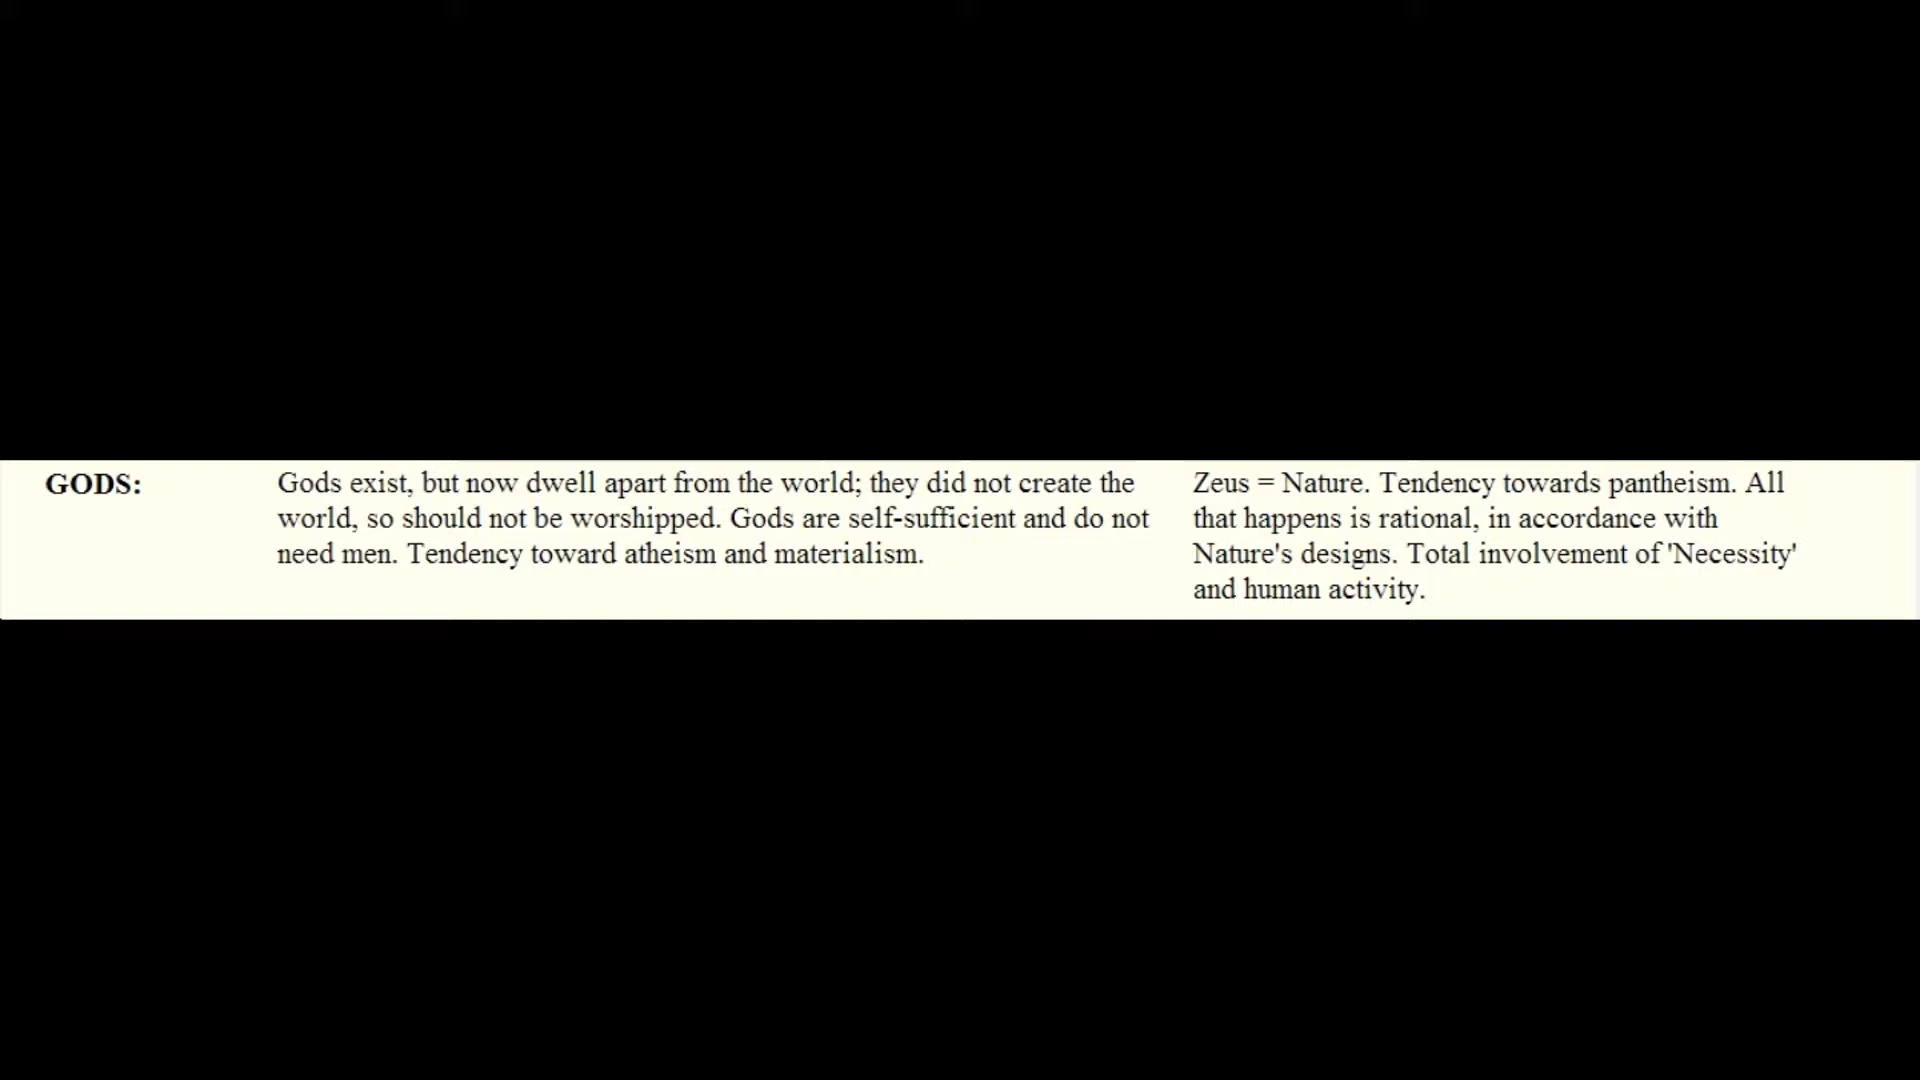 GODS:
Gods exist, but now dwell apart from the world; they did not create the
world, so should not be worshipped. Gods are self-sufficient and do not
need men. Tendency toward atheism and materialism.
Zeus = Nature. Tendency towards pantheism. All
that happens is rational, in accordance with
Nature's designs. Total involvement of 'Necessity'
and human activity.